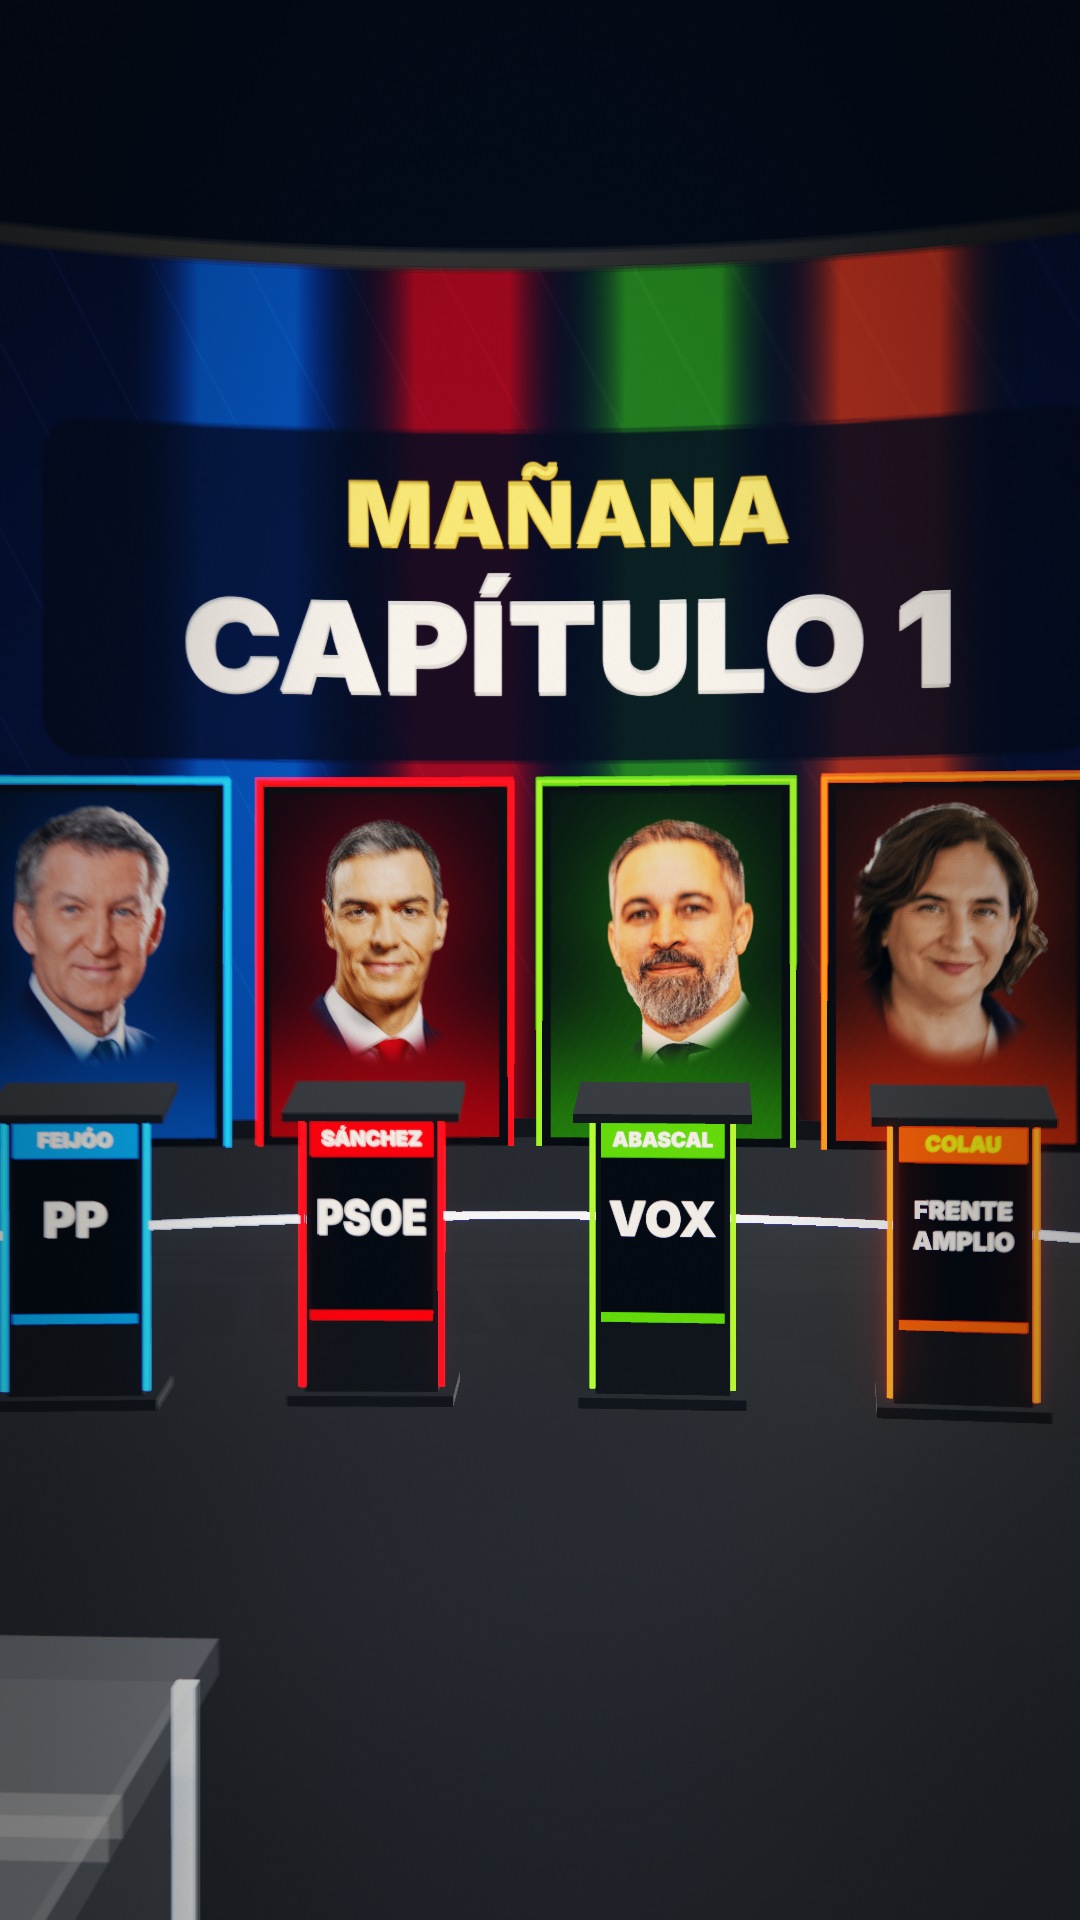 MAÑANA
CAPÍTULO 1
FEIJÓO
SÁNCHEZ
ABASCAL
COLAU
PP
PSOE
VOX
FRENTE
AMPLIO